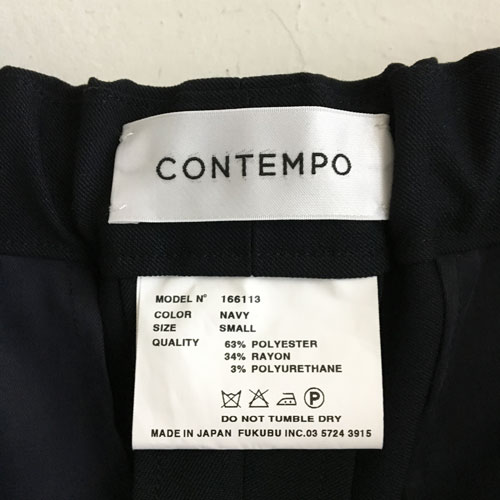 CONTEMPO
MODEL Nº 166113
COLOR NAVY
SIZE SMALL
QUALITY 63% POLYESTER
34% RAYON
3% POLYURETHANE
P
DO NOT TUMBLE DRY
MADE IN JAPAN FUKUBU INC.03 5724 3915